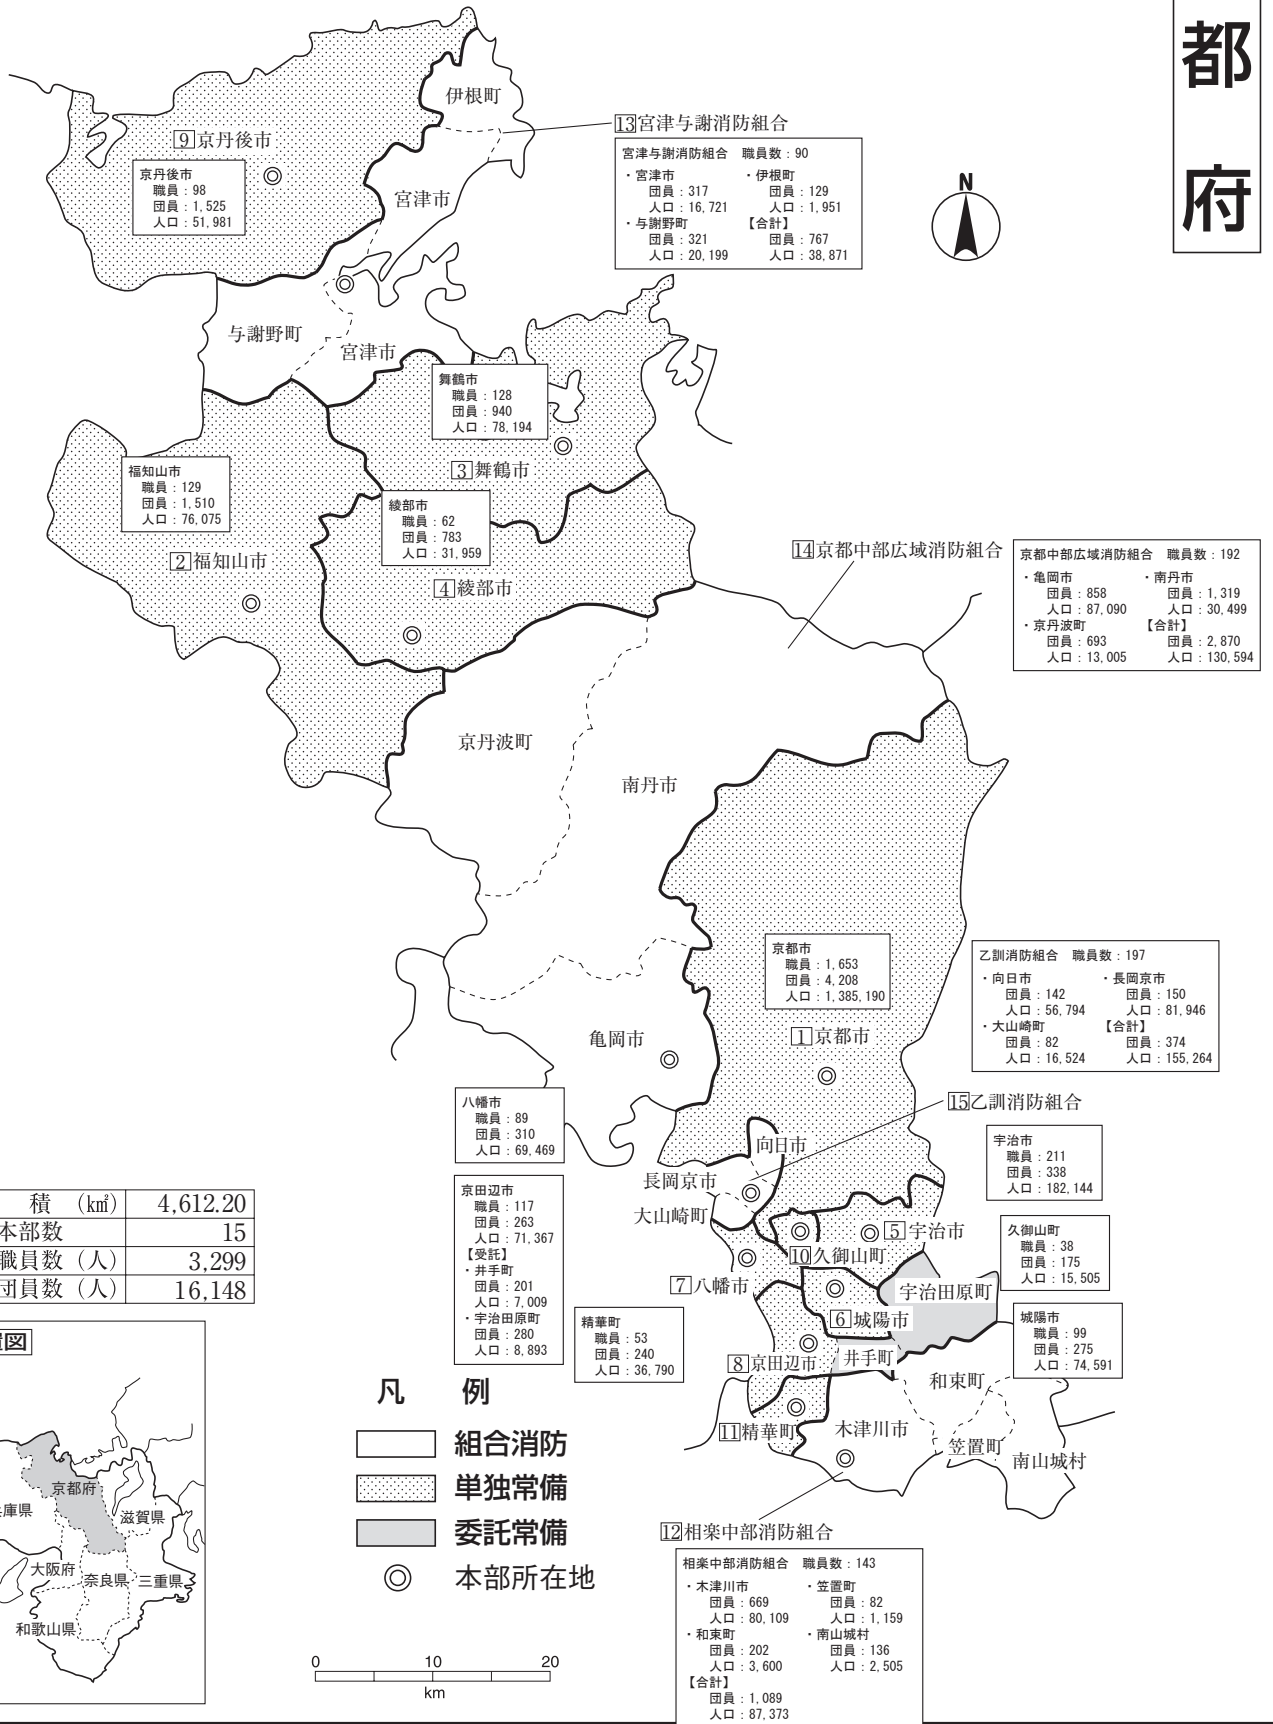 都
府
伊根町
13宮津与謝消防組合
宮津与謝消防組合 職員数：90
・宮津市
団員：317
人口：16,721
・伊根町
団員：129
人口：1,951
・与謝野町
団員：321
人口：20,199
【合計】
団員：767
人口：38,871
N
9京丹後市
京丹後市
職員：98
団員：1,525
人口：51,981
宮津市
与謝野町
宮津市
舞鶴市
職員：128
団員：940
人口：78,194
3舞鶴市
福知山市
職員：129
団員：1,510
人口：76,075
2福知山市
綾部市
職員：62
団員：783
人口：31,959
4綾部市
14京都中部広域消防組合
京都中部広域消防組合 職員数：192
・亀岡市
団員：858
人口：87,090
・南丹市
団員：1,319
人口：30,499
・京丹波町
団員：693
人口：13,005
【合計】
団員：2,870
人口：130,594
京丹波町
南丹市
京都市
職員：1,653
団員：4,208
人口：1,385,190
1京都市
乙訓消防組合 職員数：197
・向日市
団員：142
人口：56,794
・長岡京市
団員：150
人口：81,946
・大山崎町
団員：82
人口：16,524
【合計】
団員：374
人口：155,264
亀岡市
15乙訓消防組合
八幡市
職員：89
団員：310
人口：69,469
向日市
長岡京市
大山崎町
宇治市
職員：211
団員：338
人口：182,144
京田辺市
職員：117
団員：263
人口：71,367
【受託】
・井手町
団員：201
人口：7,009
・宇治田原町
団員：280
人口：8,893
5宇治市
10久御山町
久御山町
職員：38
団員：175
人口：15,505
7八幡市
宇治田原町
6城陽市
城陽市
職員：99
団員：275
人口：74,591
精華町
職員：53
団員：240
人口：36,790
8京田辺市
井手町
和束町
11精華町
木津川市
笠置町
南山城村
12相楽中部消防組合
相楽中部消防組合 職員数：143
・木津川市
団員：669
人口：80,109
・笠置町
団員：82
人口：1,159
・和束町
団員：202
人口：3,600
・南山城村
団員：136
人口：2,505
【合計】
団員：1,089
人口：87,373
積 （㎢） 4,612.20
本部数 15
職員数（人） 3,299
団員数（人） 16,148
置図
京都府
庫県
滋賀県
大阪府
奈良県
三重県
和歌山県
凡 例
組合消防
単独常備
委託常備
本部所在地
0 10 20
km